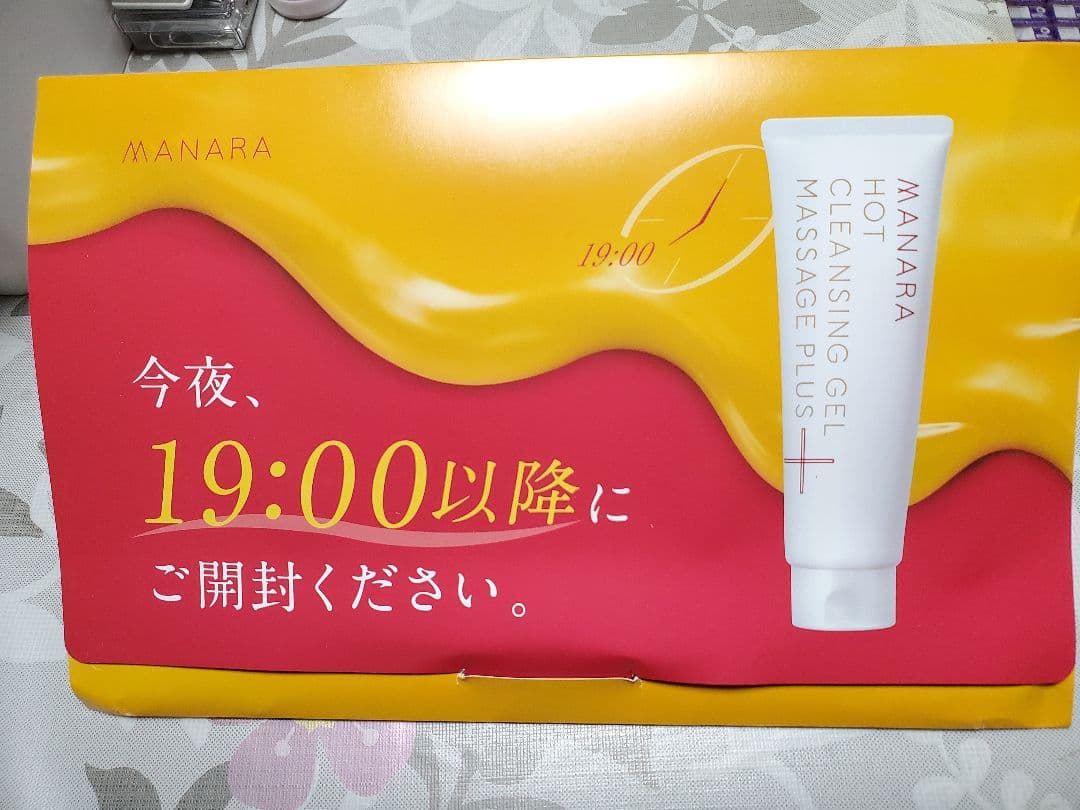 MANARA
19:00
今夜、
19:00以降に
ご開封ください。
MANARA
HOT
CLEANSING GEL
MASSAGE PLUS